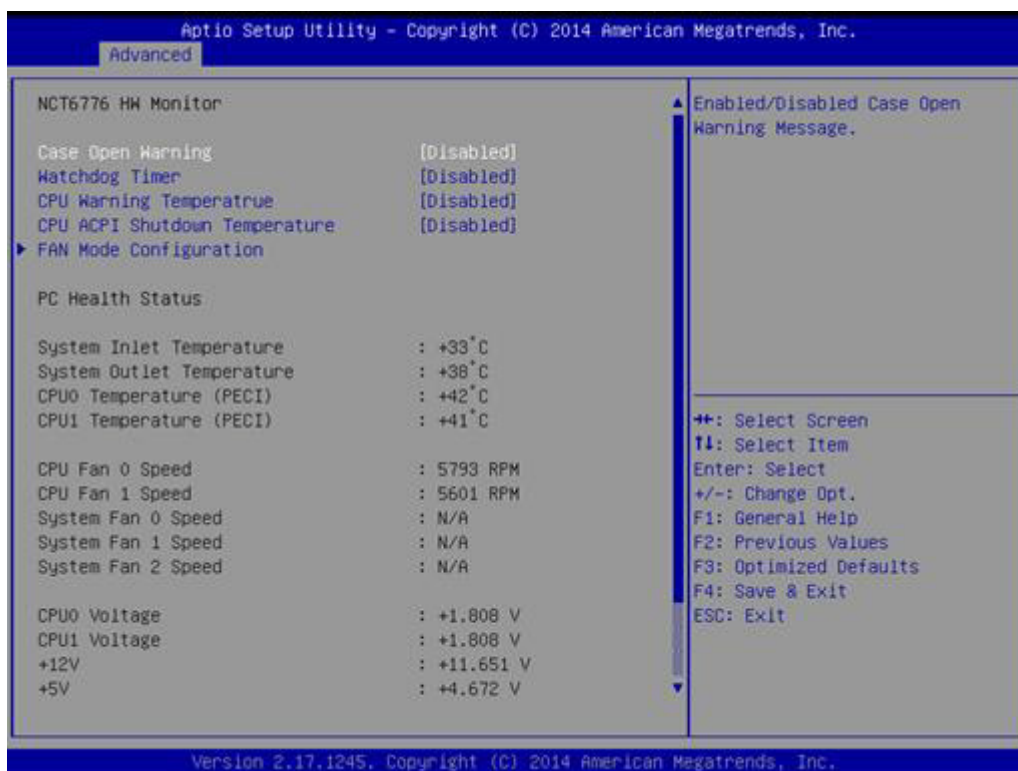 Aptio Setup Utility – Copyright (C) 2014 American Megatrends, Inc.
Advanced
NCT6776 HW Monitor
Case Open Warning [Disabled]
Watchdog Timer [Disabled]
CPU Warning Temperatrue [Disabled]
CPU ACPI Shutdown Temperature [Disabled]
FAN Mode Configuration
PC Health Status
System Inlet Temperature : +33°C
System Outlet Temperature : +38°C
CPU0 Temperature (PECI) : +42°C
CPU1 Temperature (PECI) : +41°C
CPU Fan 0 Speed : 5793 RPM
CPU Fan 1 Speed : 5601 RPM
System Fan 0 Speed : N/A
System Fan 1 Speed : N/A
System Fan 2 Speed : N/A
CPU0 Voltage : +1.808 V
CPU1 Voltage : +1.808 V
+12V : +11.651 V
+5V : +4.672 V
Enabled/Disabled Case Open
Warning Message.
→←: Select Screen
↑↓: Select Item
Enter: Select
+/-: Change Opt.
F1: General Help
F2: Previous Values
F3: Optimized Defaults
F4: Save & Exit
ESC: Exit
Version 2.17.1245. Copyright (C) 2014 American Megatrends, Inc.